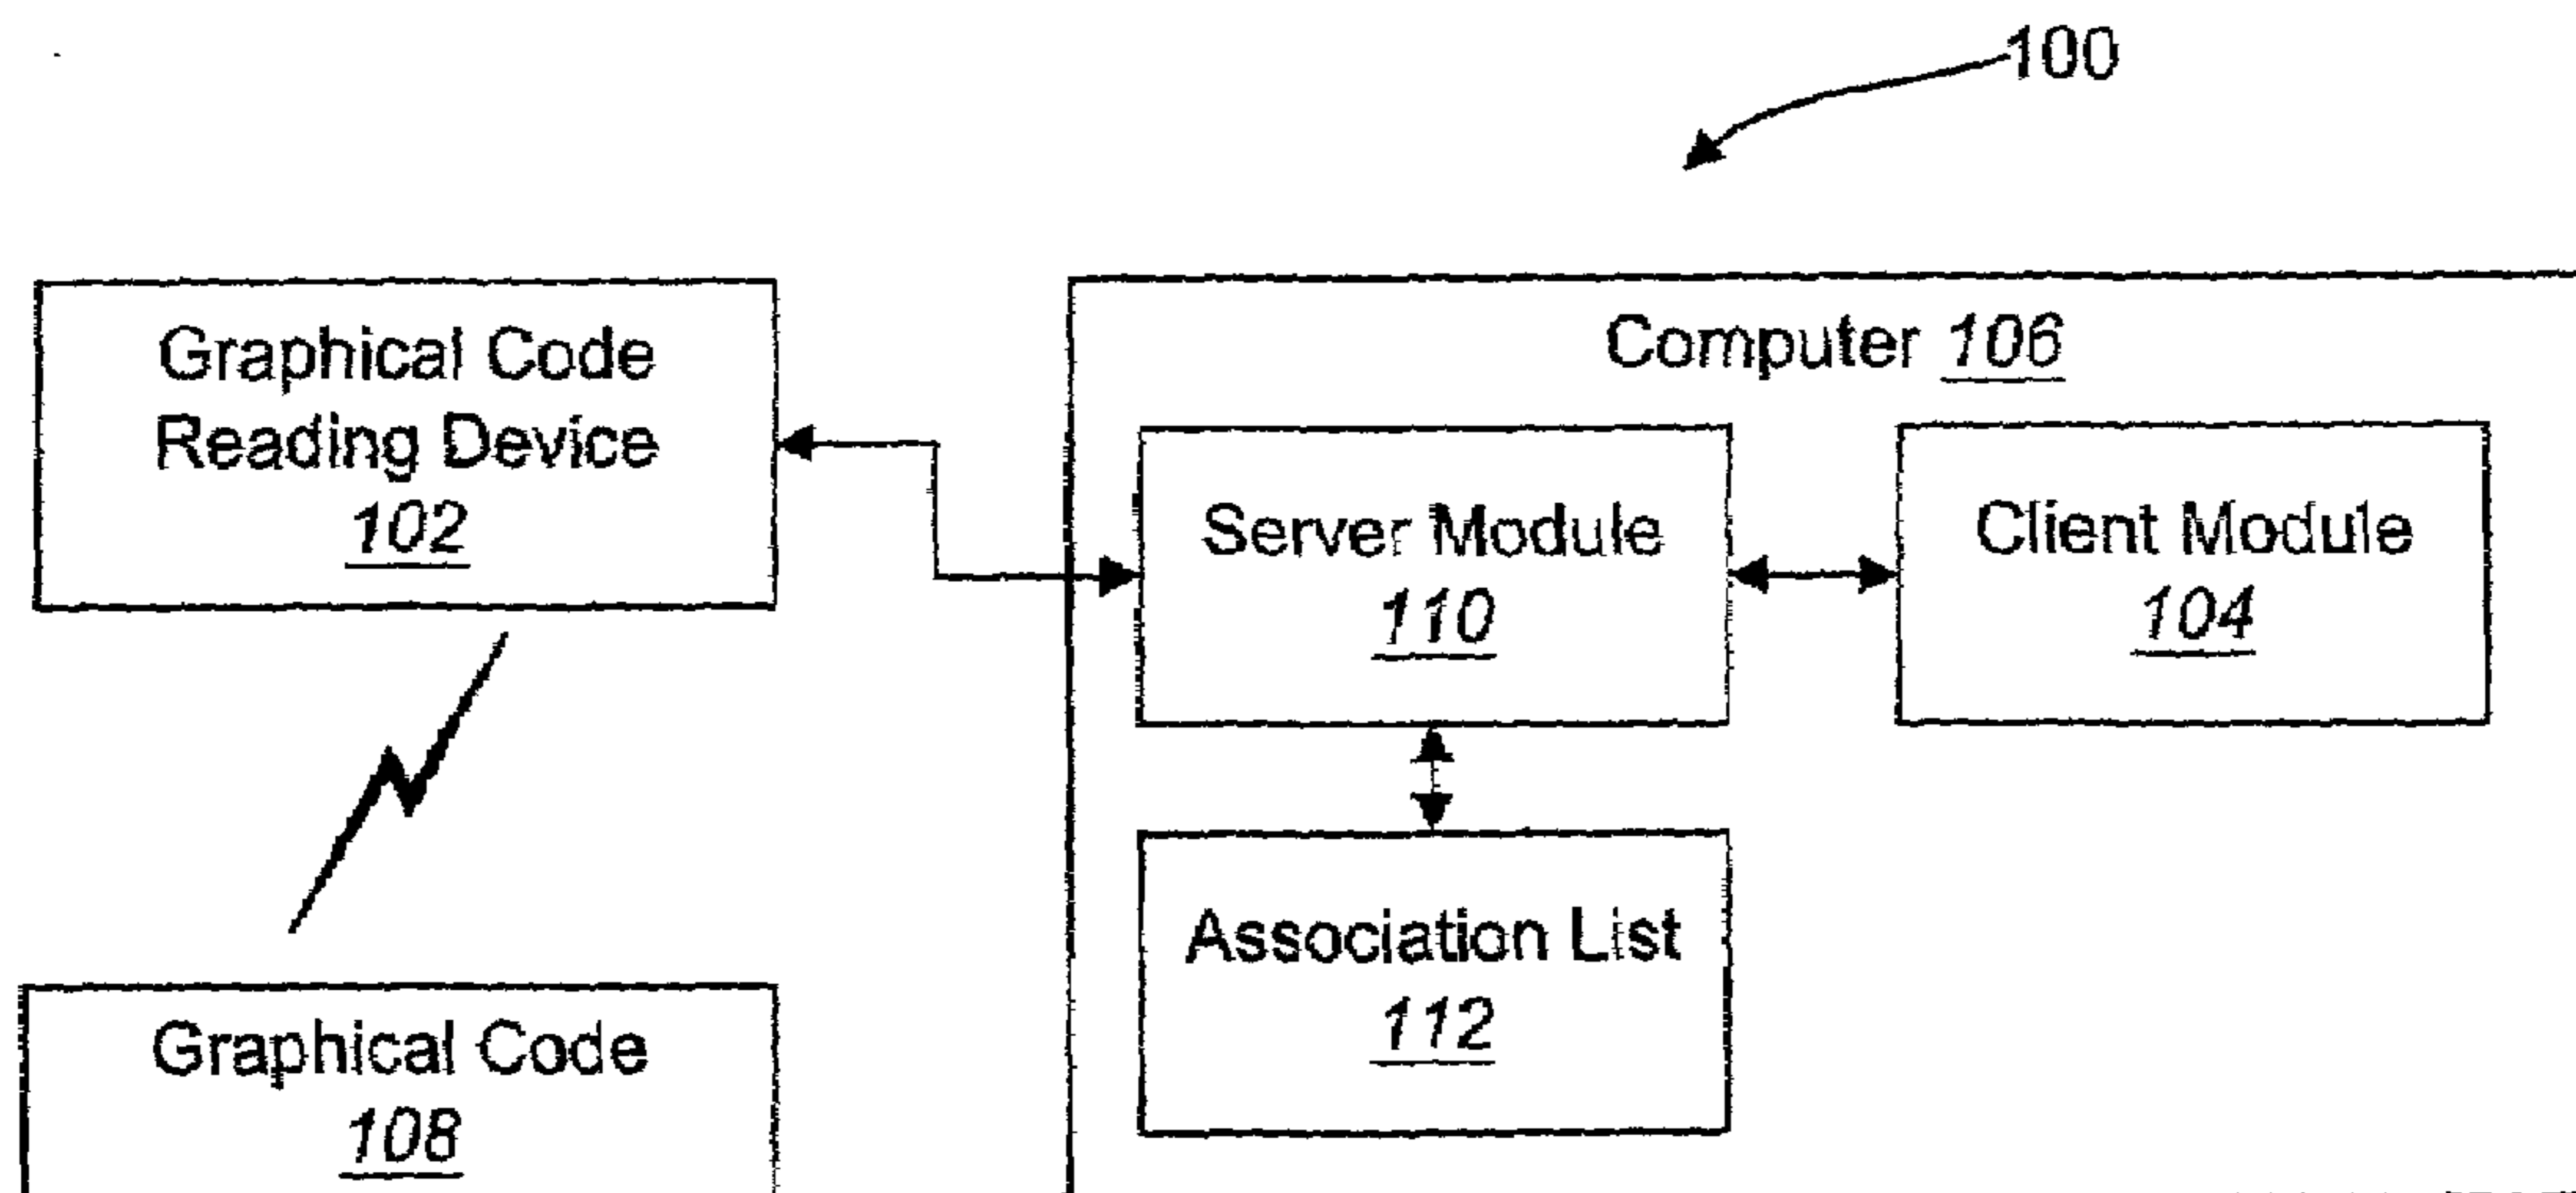 100
Graphical Code
Reading Device
102
Computer 106
Server Module
110
Client Module
104
Association List
112
Graphical Code
108